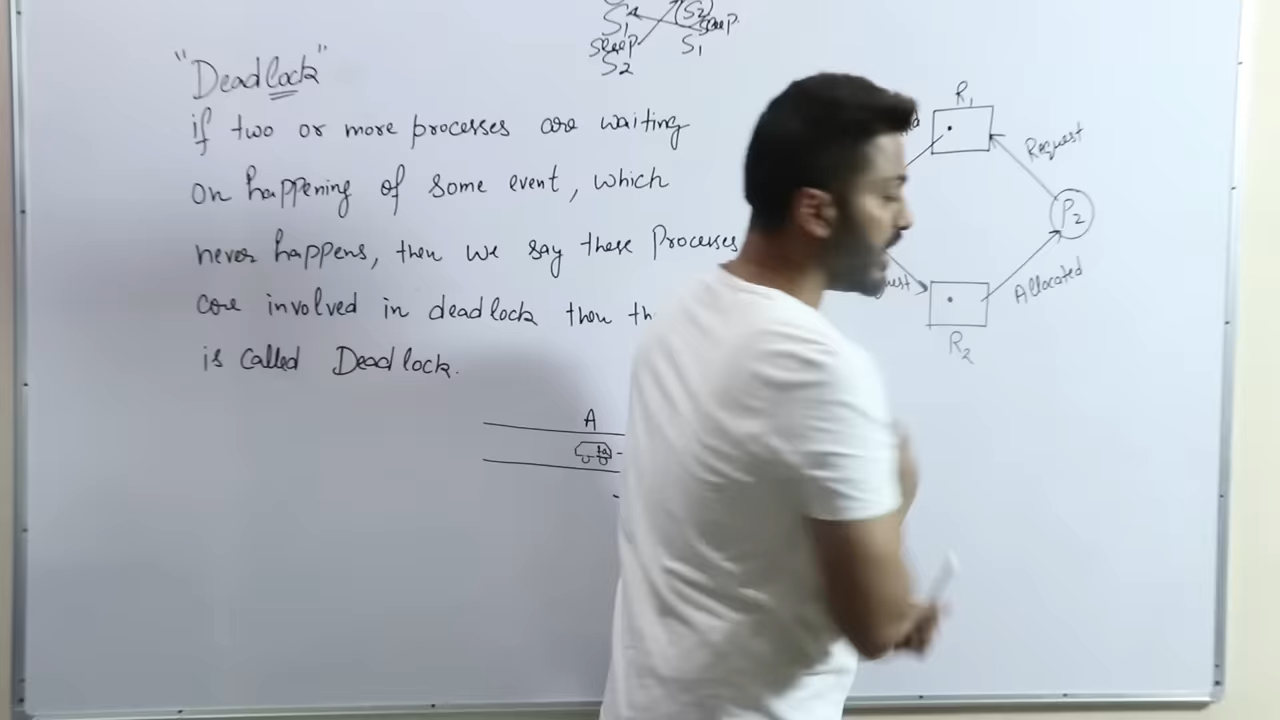 S1 (S2)
sleep sleep
S2 S1
"Deadlock"
if two or more processes are waiting
on happening of some event, which
never happens, then we say these Processes
are involved in deadlock then
is called Deadlock.
A
R1
Request
P2
Allocated
R2